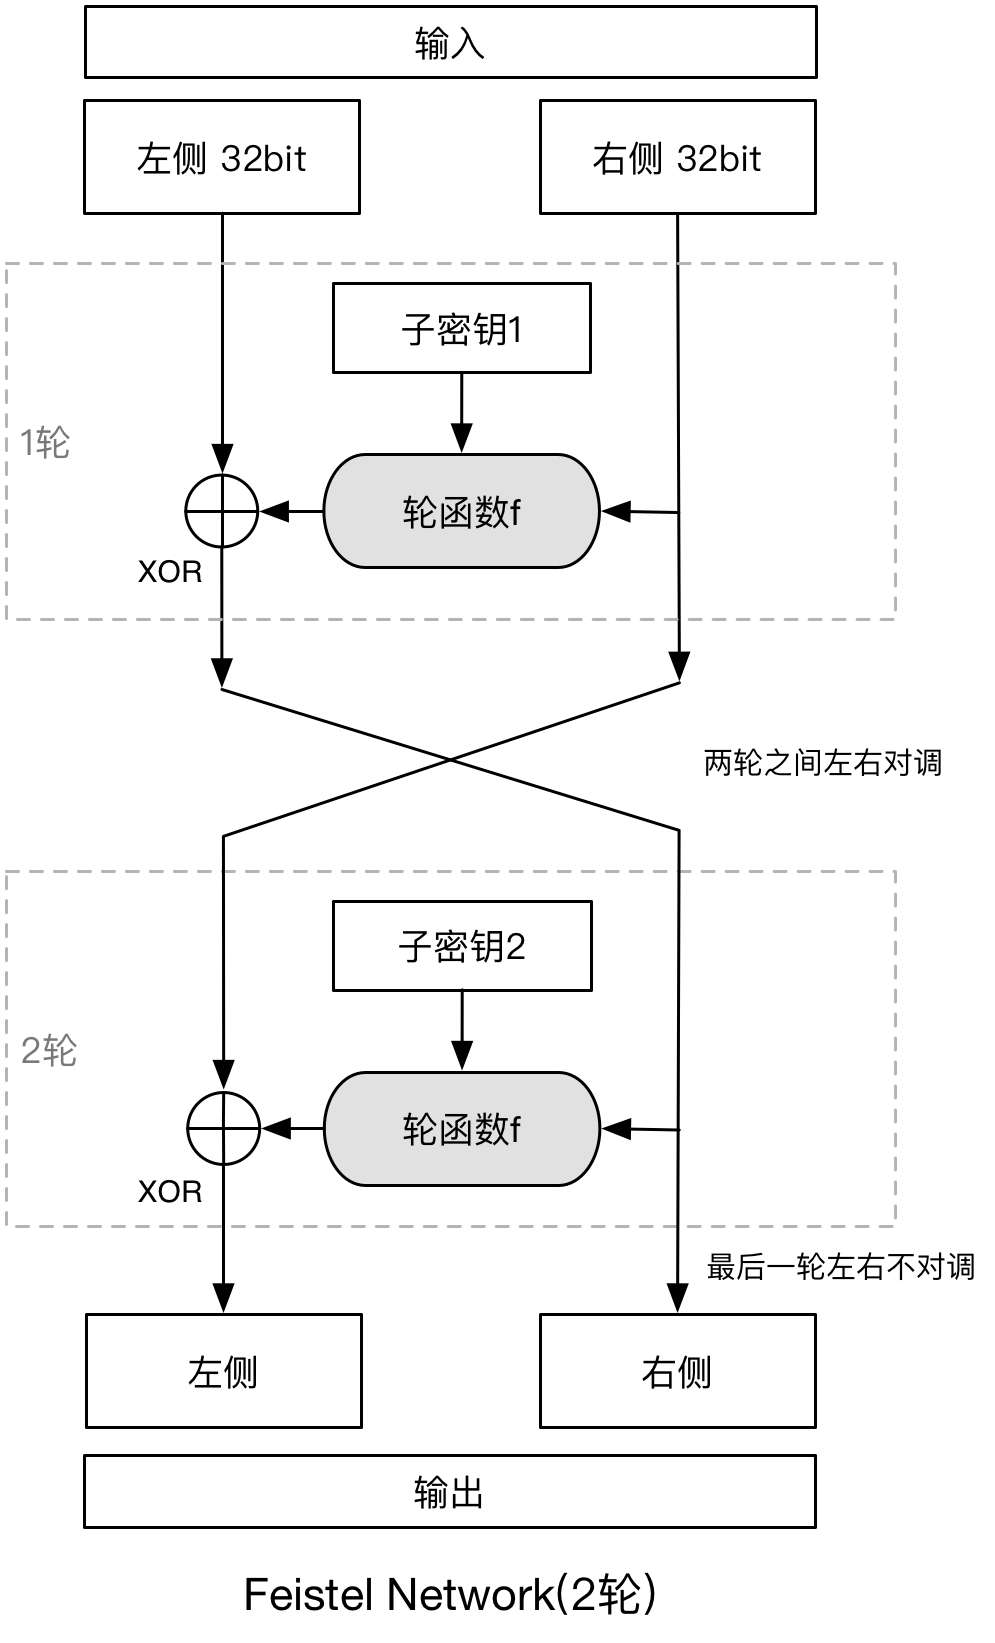 输入
左侧 32bit
右侧 32bit
子密钥1
1轮
轮函数f
XOR
两轮之间左右对调
子密钥2
2轮
轮函数f
XOR
最后一轮左右不对调
左侧
右侧
输出
Feistel Network(2轮)